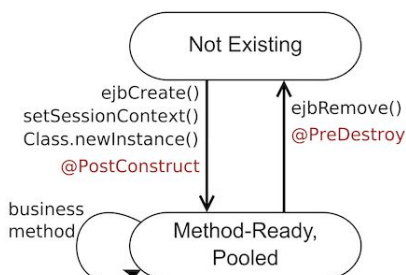 Not Existing
ejbCreate()
setSessionContext()
Class.newInstance()
@PostConstruct
ejbRemove()
@PreDestroy
business
method
Method-Ready,
Pooled